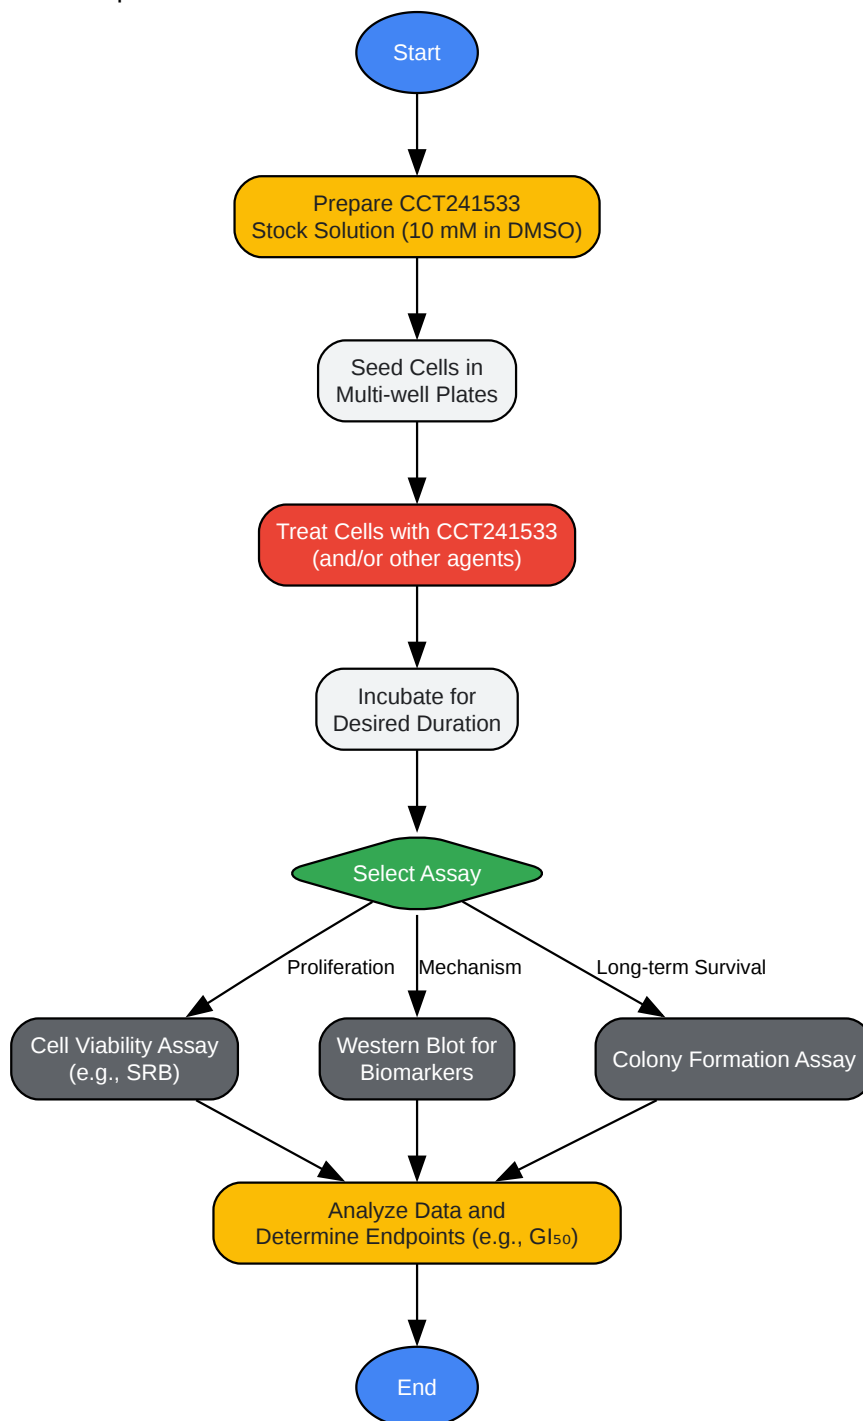 Start
Prepare CCT241533
Stock Solution (10 mM in DMSO)
Seed Cells in
Multi-well Plates
Treat Cells with CCT241533
(and/or other agents)
Incubate for
Desired Duration
Select Assay
Proliferation
Mechanism
Long-term Survival
Cell Viability Assay
(e.g., SRB)
Western Blot for
Biomarkers
Colony Formation Assay
Analyze Data and
Determine Endpoints (e.g., GI₅₀)
End